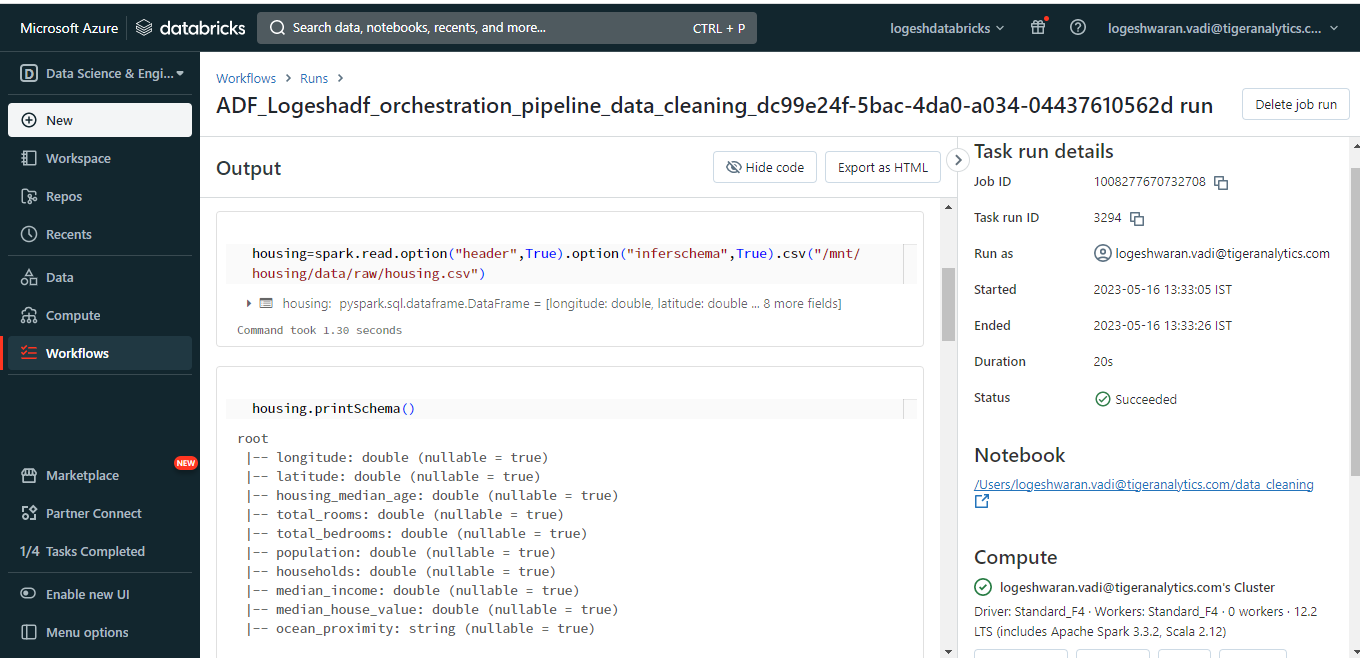 Microsoft Azure databricks Search data, notebooks, recents, and more... CTRL + P logeshdatabricks logeshwaran.vadi@tigeranalytics.c...
D Data Science & Engi...
New
Workspace
Repos
Recents
Data
Compute
Workflows
Marketplace NEW
Partner Connect
1/4 Tasks Completed
Enable new UI
Menu options
Workflows > Runs >
ADF_Logeshadf_orchestration_pipeline_data_cleaning_dc99e24f-5bac-4da0-a034-04437610562d run
Delete job run
Output
Hide code
Export as HTML
housing=spark.read.option("header",True).option("inferschema",True).csv("/mnt/
housing/data/raw/housing.csv")
housing: pyspark.sql.dataframe.DataFrame = [longitude: double, latitude: double ... 8 more fields]
Command took 1.30 seconds
housing.printSchema()
root
|-- longitude: double (nullable = true)
|-- latitude: double (nullable = true)
|-- housing_median_age: double (nullable = true)
|-- total_rooms: double (nullable = true)
|-- total_bedrooms: double (nullable = true)
|-- population: double (nullable = true)
|-- households: double (nullable = true)
|-- median_income: double (nullable = true)
|-- median_house_value: double (nullable = true)
|-- ocean_proximity: string (nullable = true)
Task run details
Job ID 1008277670732708
Task run ID 3294
Run as logeshwaran.vadi@tigeranalytics.com
Started 2023-05-16 13:33:05 IST
Ended 2023-05-16 13:33:26 IST
Duration 20s
Status Succeeded
Notebook
/Users/logeshwaran.vadi@tigeranalytics.com/data_cleaning
Compute
logeshwaran.vadi@tigeranalytics.com's Cluster
Driver: Standard_F4 · Workers: Standard_F4 · 0 workers · 12.2
LTS (includes Apache Spark 3.3.2, Scala 2.12)